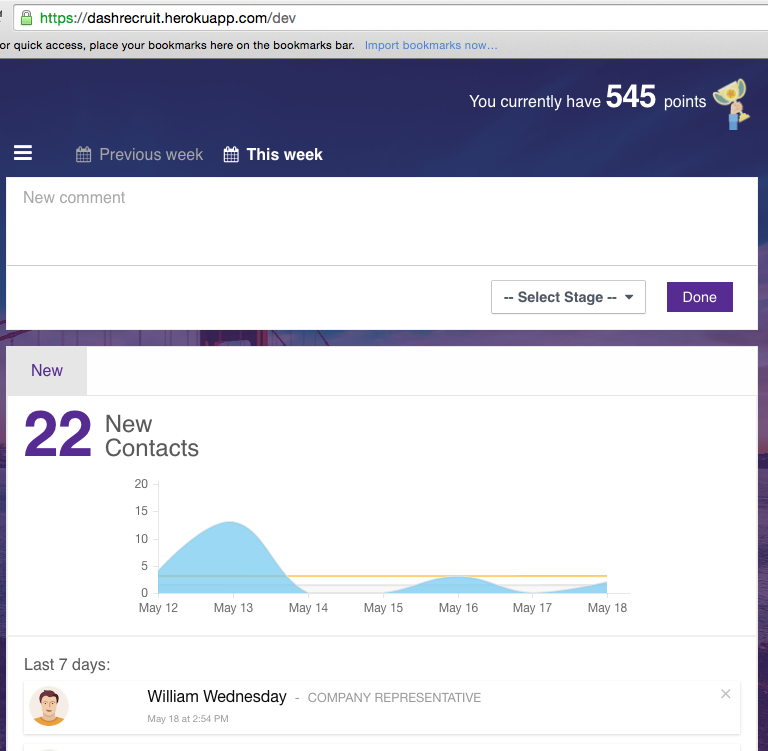 https://dashrecruit.herokuapp.com/dev
or quick access, place your bookmarks here on the bookmarks bar. Import bookmarks now...
You currently have 545 points
Previous week This week
New comment
-- Select Stage -- Done
New
22 New
Contacts
20
15
10
5
0
May 12 May 13 May 14 May 15 May 16 May 17 May 18
Last 7 days:
William Wednesday - COMPANY REPRESENTATIVE
May 18 at 2:54 PM